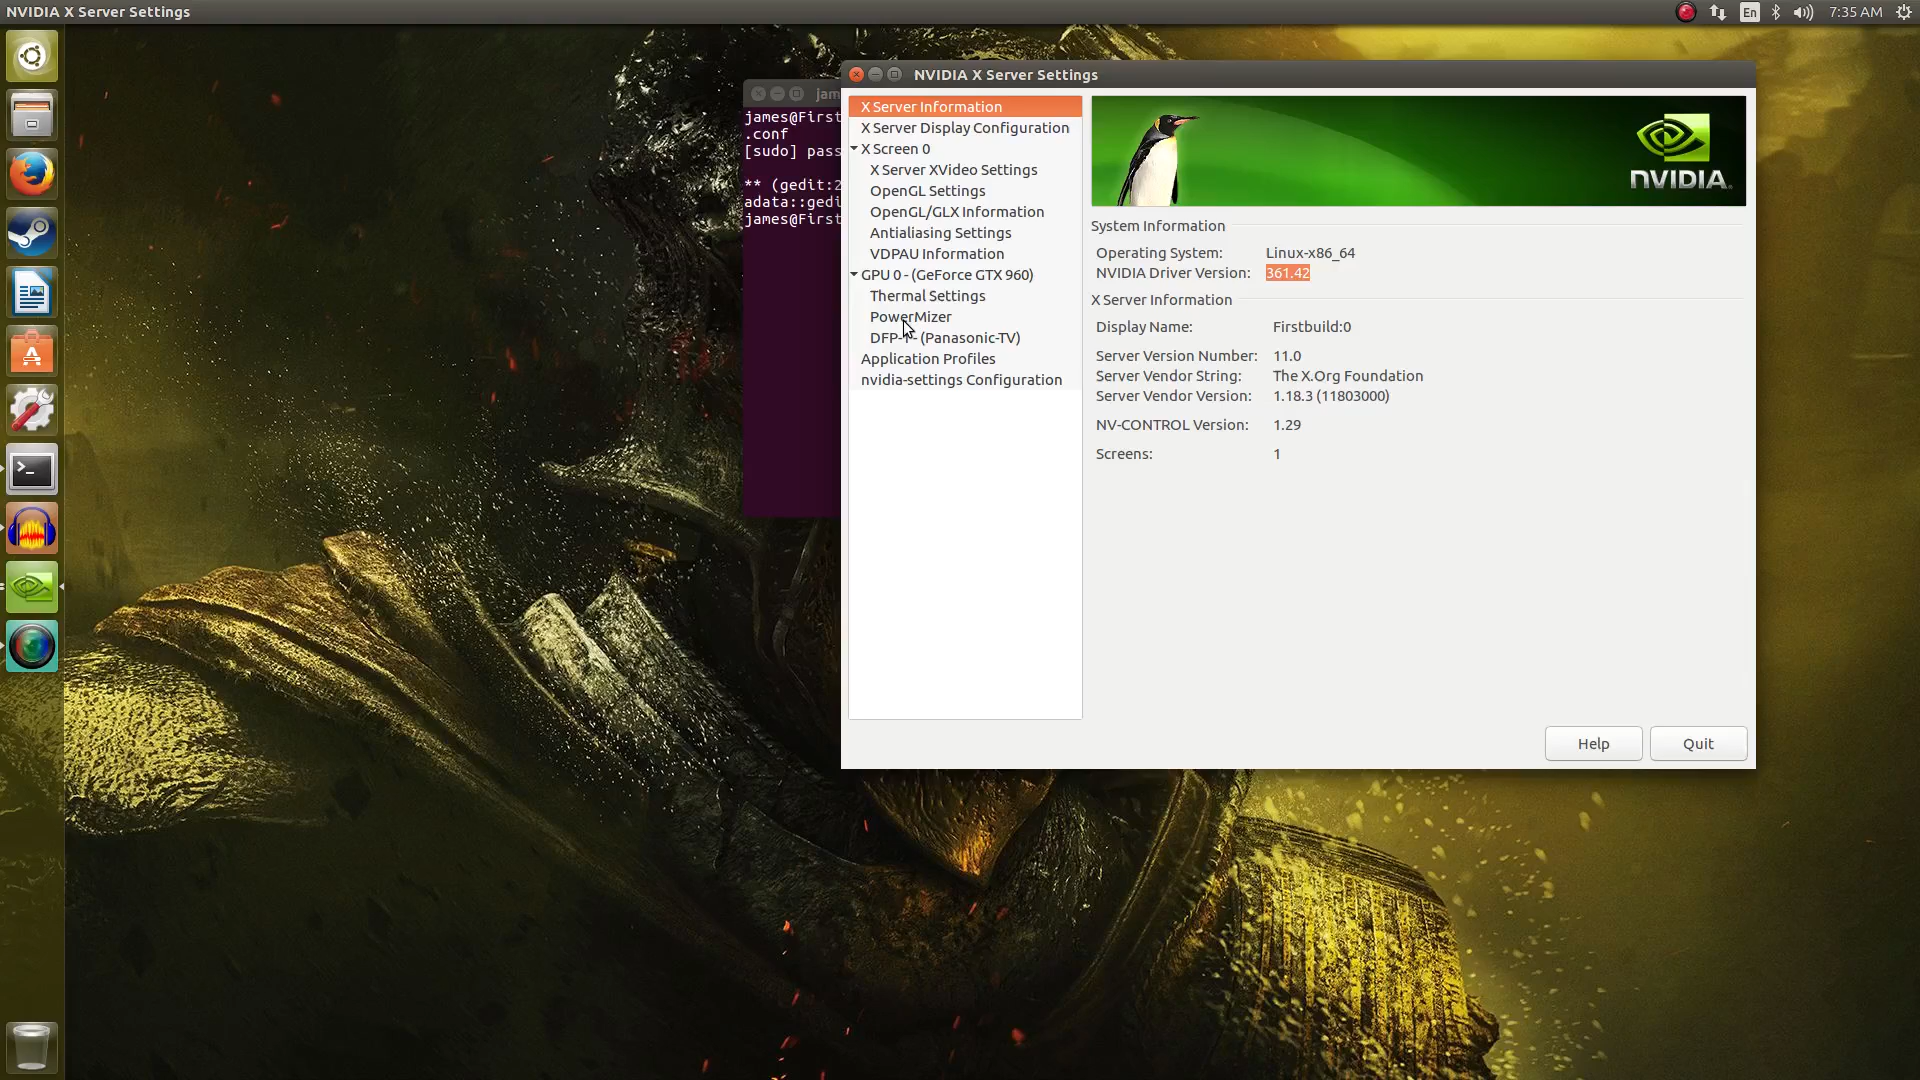 NVIDIA X Server Settings
En
7:35 AM
NVIDIA X Server Settings
jam
james@First
.conf
[sudo] pass
** (gedit:2
adata::gedi
james@First
X Server Information
X Server Display Configuration
X Screen 0
X Server XVideo Settings
OpenGL Settings
OpenGL/GLX Information
Antialiasing Settings
VDPAU Information
GPU 0 - (GeForce GTX 960)
Thermal Settings
PowerMizer
(Panasonic-TV)
Application Profiles
nvidia-settings Configuration
NVIDIA.
System Information
Operating System: Linux-x86_64
NVIDIA Driver Version: 361.42
X Server Information
Display Name: Firstbuild:0
Server Version Number: 11.0
Server Vendor String: The X.Org Foundation
Server Vendor Version: 1.18.3 (11803000)
NV-CONTROL Version: 1.29
Screens: 1
Help
Quit